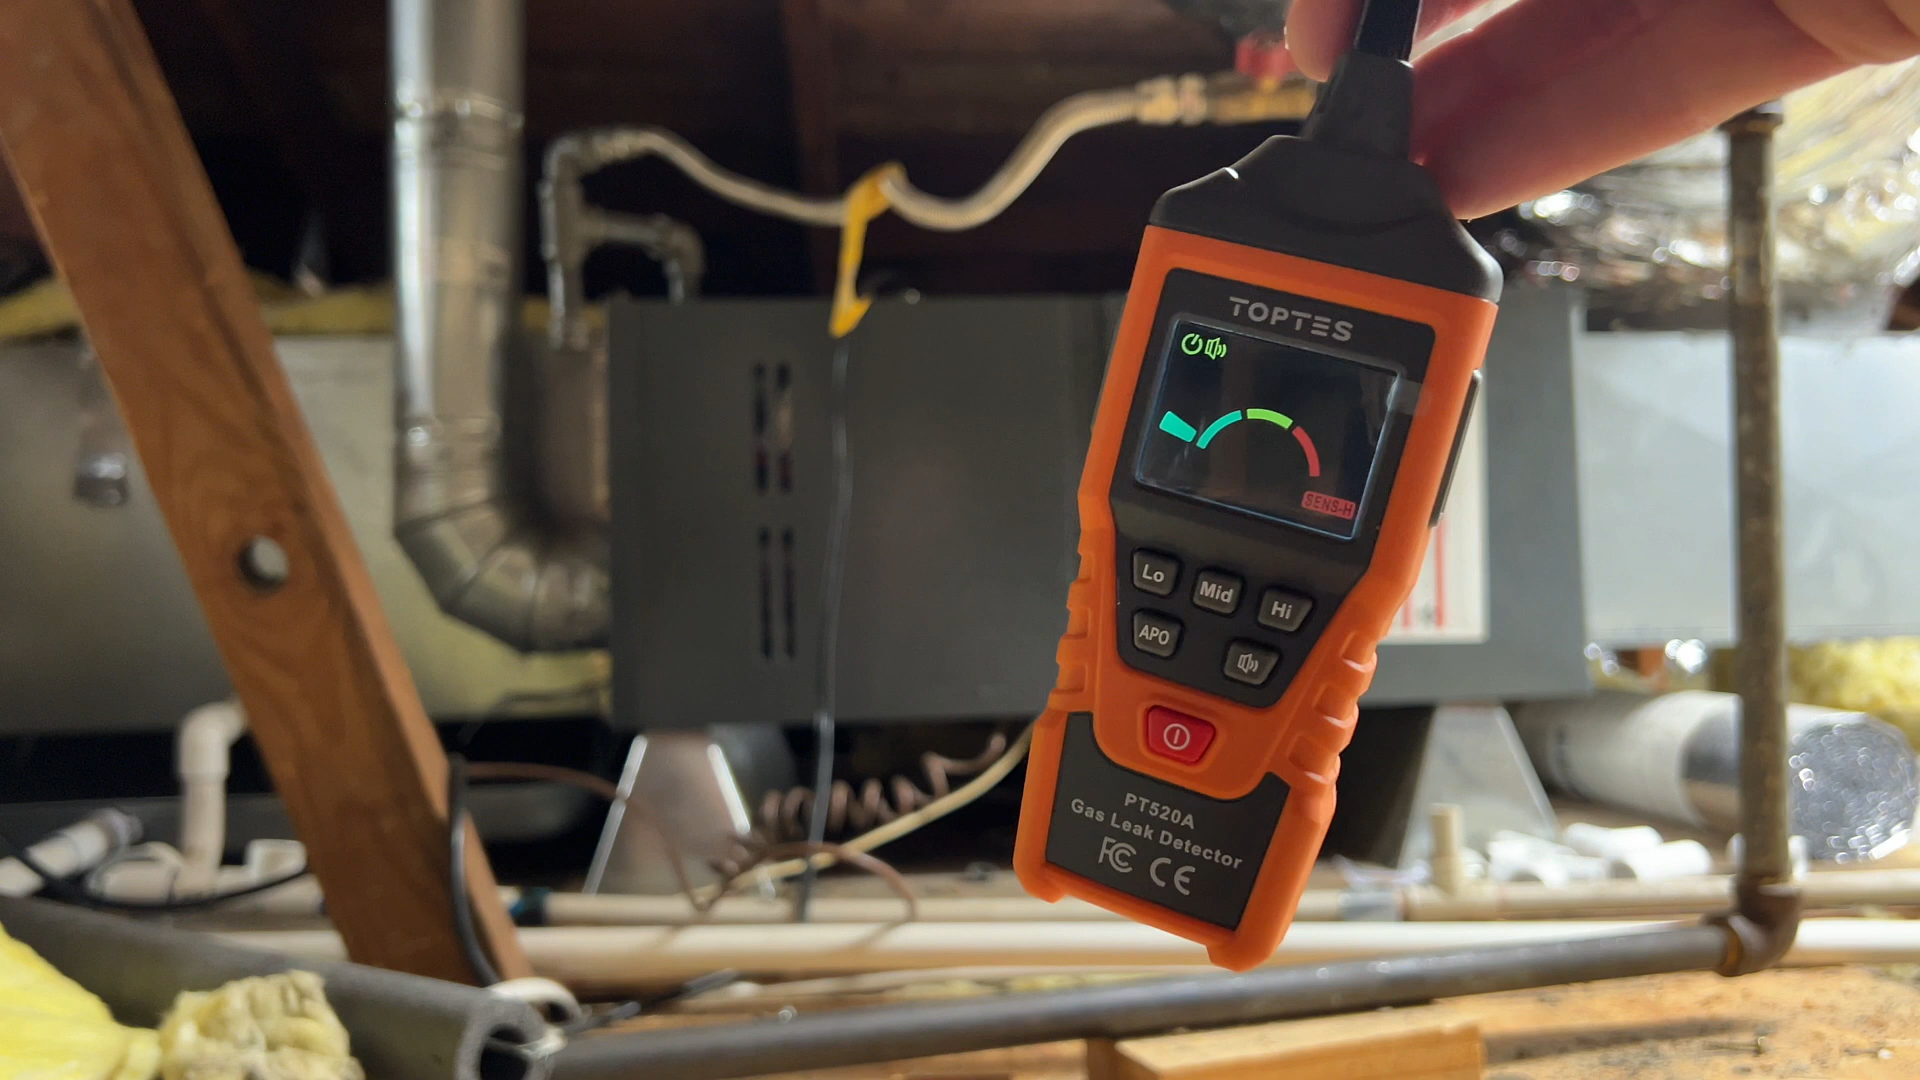 TOPTES
SENS-H
Lo Mid Hi
APO
PT520A
Gas Leak Detector
FC CE